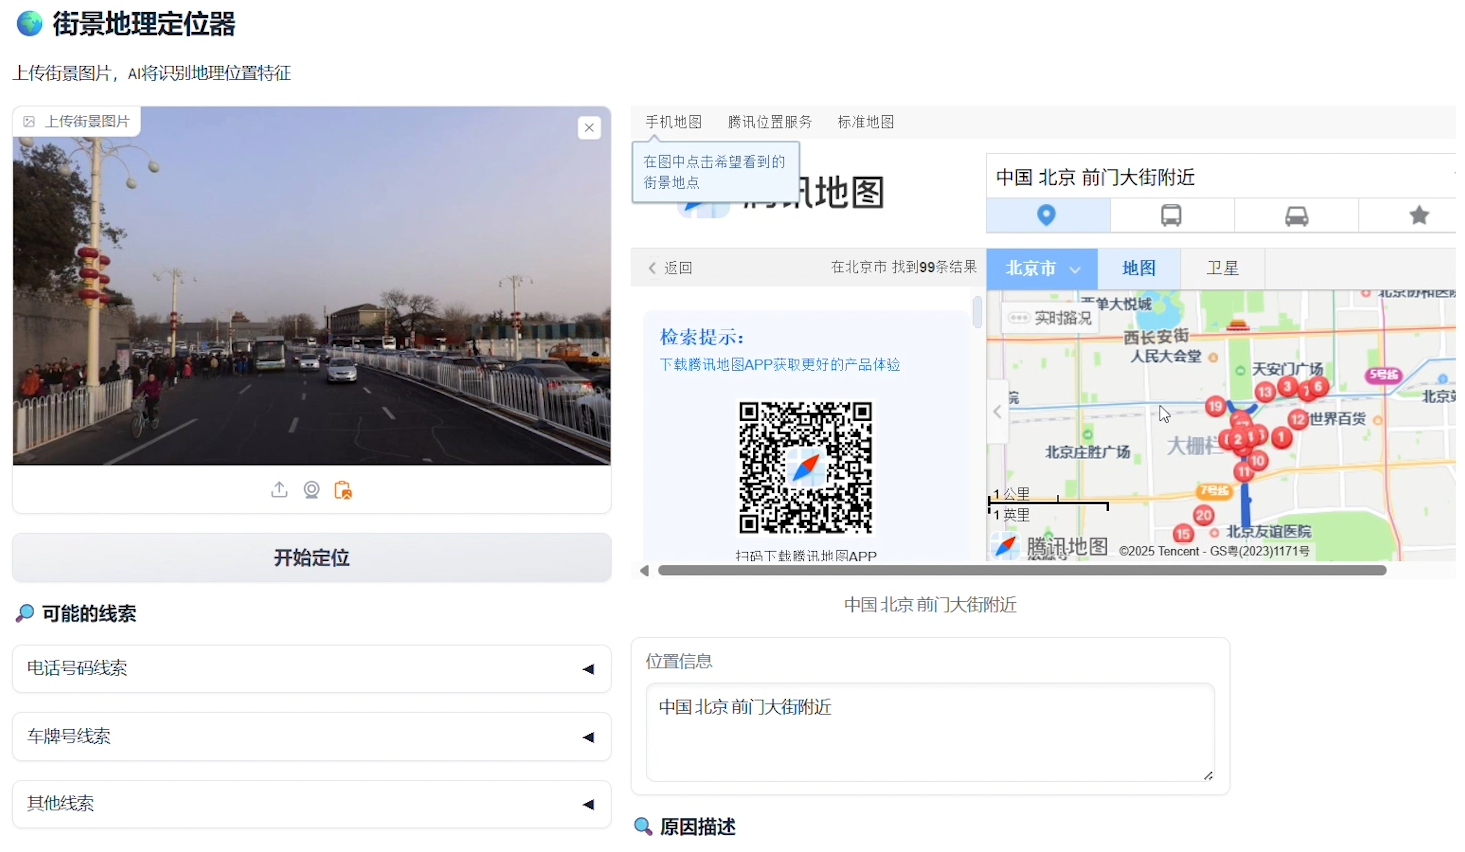 街景地理定位器
上传街景图片，AI将识别地理位置特征
上传街景图片
开始定位
可能的线索
电话号码线索
车牌号线索
其他线索
手机地图 腾讯位置服务 标准地图
在图中点击希望看到的
街景地点
腾讯地图
中国 北京 前门大街附近
返回
在北京市 找到99条结果
北京市 地图 卫星
检索提示：
下载腾讯地图APP获取更好的产品体验
扫码下载腾讯地图APP
实时路况
西单大悦城
北京协和医院
西长安街
人民大会堂
天安门广场
5号线
世界百货
北京庄胜广场
大栅栏
7号线
北京友谊医院
13
3
6
19
12
2
1
1
10
11
20
15
1 公里
1 英里
腾讯地图
©2025 Tencent - GS粤(2023)1171号
中国 北京 前门大街附近
位置信息
中国 北京 前门大街附近
原因描述